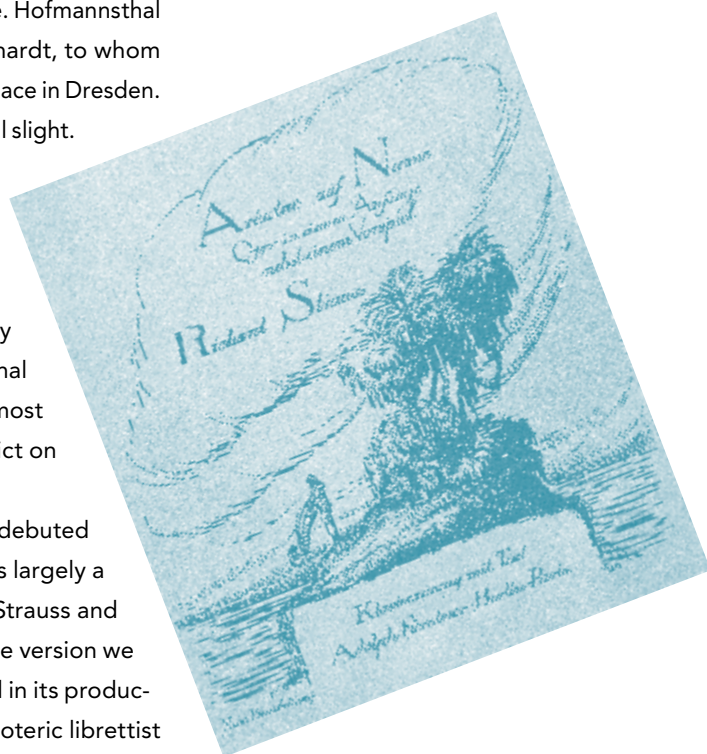 . Hofmannsthal
hardt, to whom
ace in Dresden.
l slight.
y
nal
most
ict on
debuted
s largely a
Strauss and
e version we
l in its produc-
oteric librettist
Ariadne auf Naxos
Oper in einem Aufzuge
nebst einem Vorspiel
Richard Strauss
Klavierauszug mit Text
Adolph Fürstner Berlin